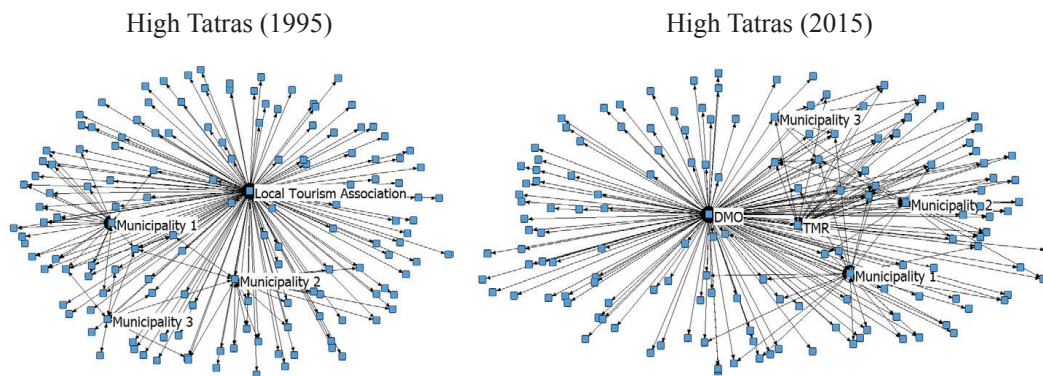 High Tatras (1995)
High Tatras (2015)
Local Tourism Association
Municipality 1
Municipality 2
Municipality 3
Municipality 3
Municipality 2
DMO
TMR
Municipality 1